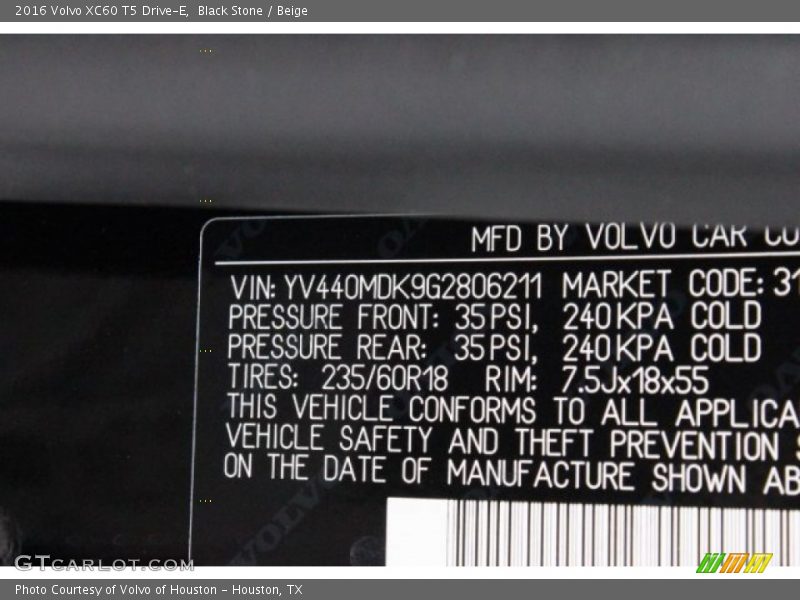 2016 Volvo XC60 T5 Drive-E, Black Stone / Beige
MFD BY VOLVO CAR CO
VIN: YV440MDK9G2806211 MARKET CODE: 31
PRESSURE FRONT: 35 PSI, 240 KPA COLD
PRESSURE REAR: 35 PSI, 240 KPA COLD
TIRES: 235/60R18 RIM: 7.5Jx18x55
THIS VEHICLE CONFORMS TO ALL APPLICA
VEHICLE SAFETY AND THEFT PREVENTION S
ON THE DATE OF MANUFACTURE SHOWN AB
VOLVO
GTCARLOT.COM
Photo Courtesy of Volvo of Houston - Houston, TX